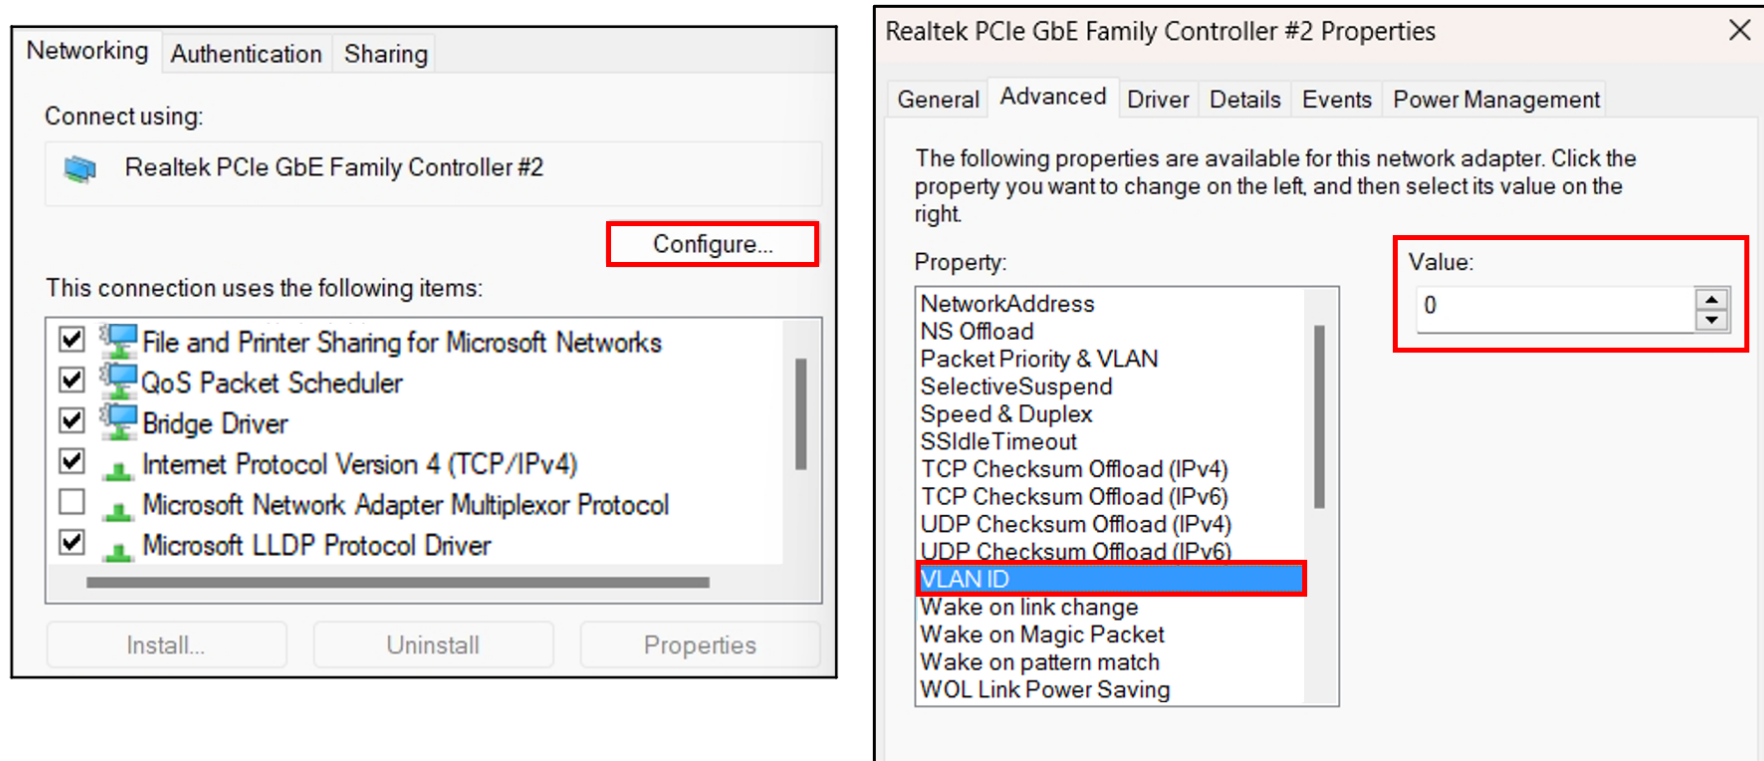 Networking
Authentication
Sharing
Connect using:
Realtek PCIe GbE Family Controller #2
Configure...
This connection uses the following items:
File and Printer Sharing for Microsoft Networks
QoS Packet Scheduler
Bridge Driver
Internet Protocol Version 4 (TCP/IPv4)
Microsoft Network Adapter Multiplexor Protocol
Microsoft LLDP Protocol Driver
Install...
Uninstall
Properties
Realtek PCIe GbE Family Controller #2 Properties
General
Advanced
Driver
Details
Events
Power Management
The following properties are available for this network adapter. Click the
property you want to change on the left, and then select its value on the
right.
Property:
Value:
0
NetworkAddress
NS Offload
Packet Priority & VLAN
SelectiveSuspend
Speed & Duplex
SSIdleTimeout
TCP Checksum Offload (IPv4)
TCP Checksum Offload (IPv6)
UDP Checksum Offload (IPv4)
UDP Checksum Offload (IPv6)
VLAN ID
Wake on link change
Wake on Magic Packet
Wake on pattern match
WOL Link Power Saving